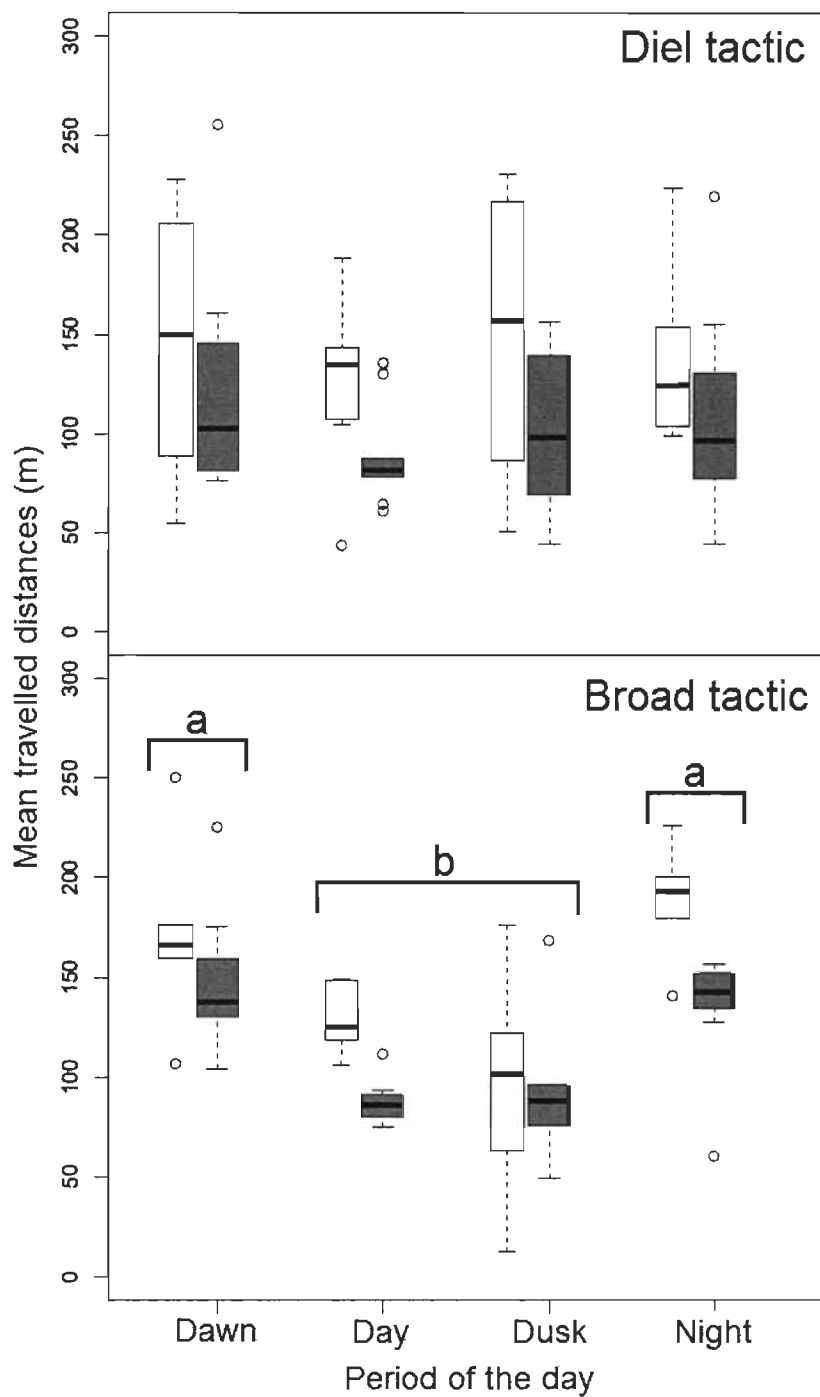 Diel tactic
300
250
200
150
100
50
0
Broad tactic
300
250
200
150
100
50
0
a
a
b
Mean travelled distances (m)
Dawn Day Dusk Night
Period of the day